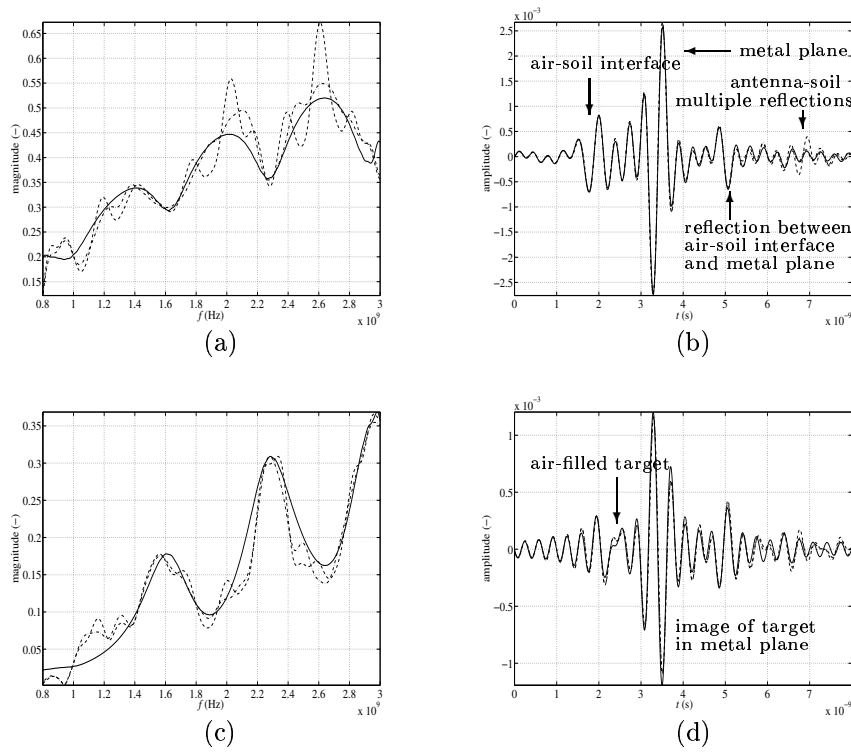 0.65
0.6
0.55
0.5
0.45
0.4
0.35
0.3
0.25
0.2
0.15
magnitude (−)
0.8 1 1.2 1.4 1.6 1.8 2 2.2 2.4 2.6 2.8 3
f (Hz)
x 10^9
(a)
x 10^−3
2.5
2
1.5
1
0.5
0
−0.5
−1
−1.5
−2
−2.5
amplitude (−)
air-soil interface
metal plane
antenna-soil
multiple reflections
reflection between
air-soil interface
and metal plane
0 1 2 3 4 5 6 7
t (s)
x 10^−9
(b)
0.35
0.3
0.25
0.2
0.15
0.1
0.05
magnitude (−)
0.8 1 1.2 1.4 1.6 1.8 2 2.2 2.4 2.6 2.8 3
f (Hz)
x 10^9
(c)
x 10^−3
1
0.5
0
−0.5
−1
amplitude (−)
air-filled target
image of target
in metal plane
0 1 2 3 4 5 6 7
t (s)
x 10^−9
(d)